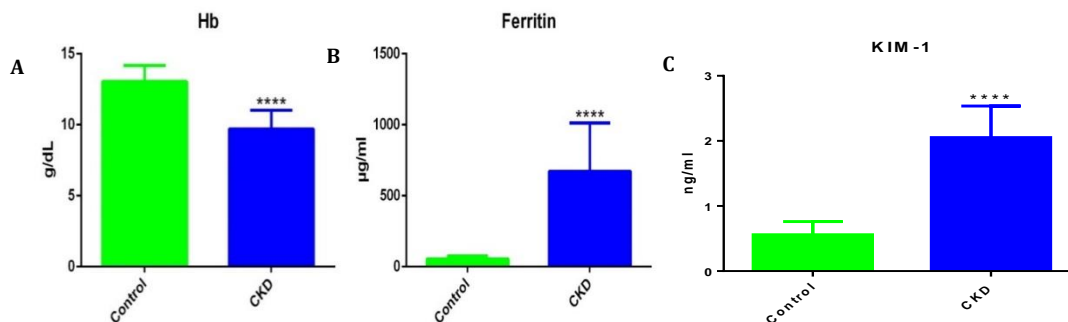 A
Hb
g/dL
15
10
5
0
****
Control
CKD
B
Ferritin
µg/ml
1500
1000
500
0
****
Control
CKD
C
KIM-1
ng/ml
3
2
1
0
****
Control
CKD